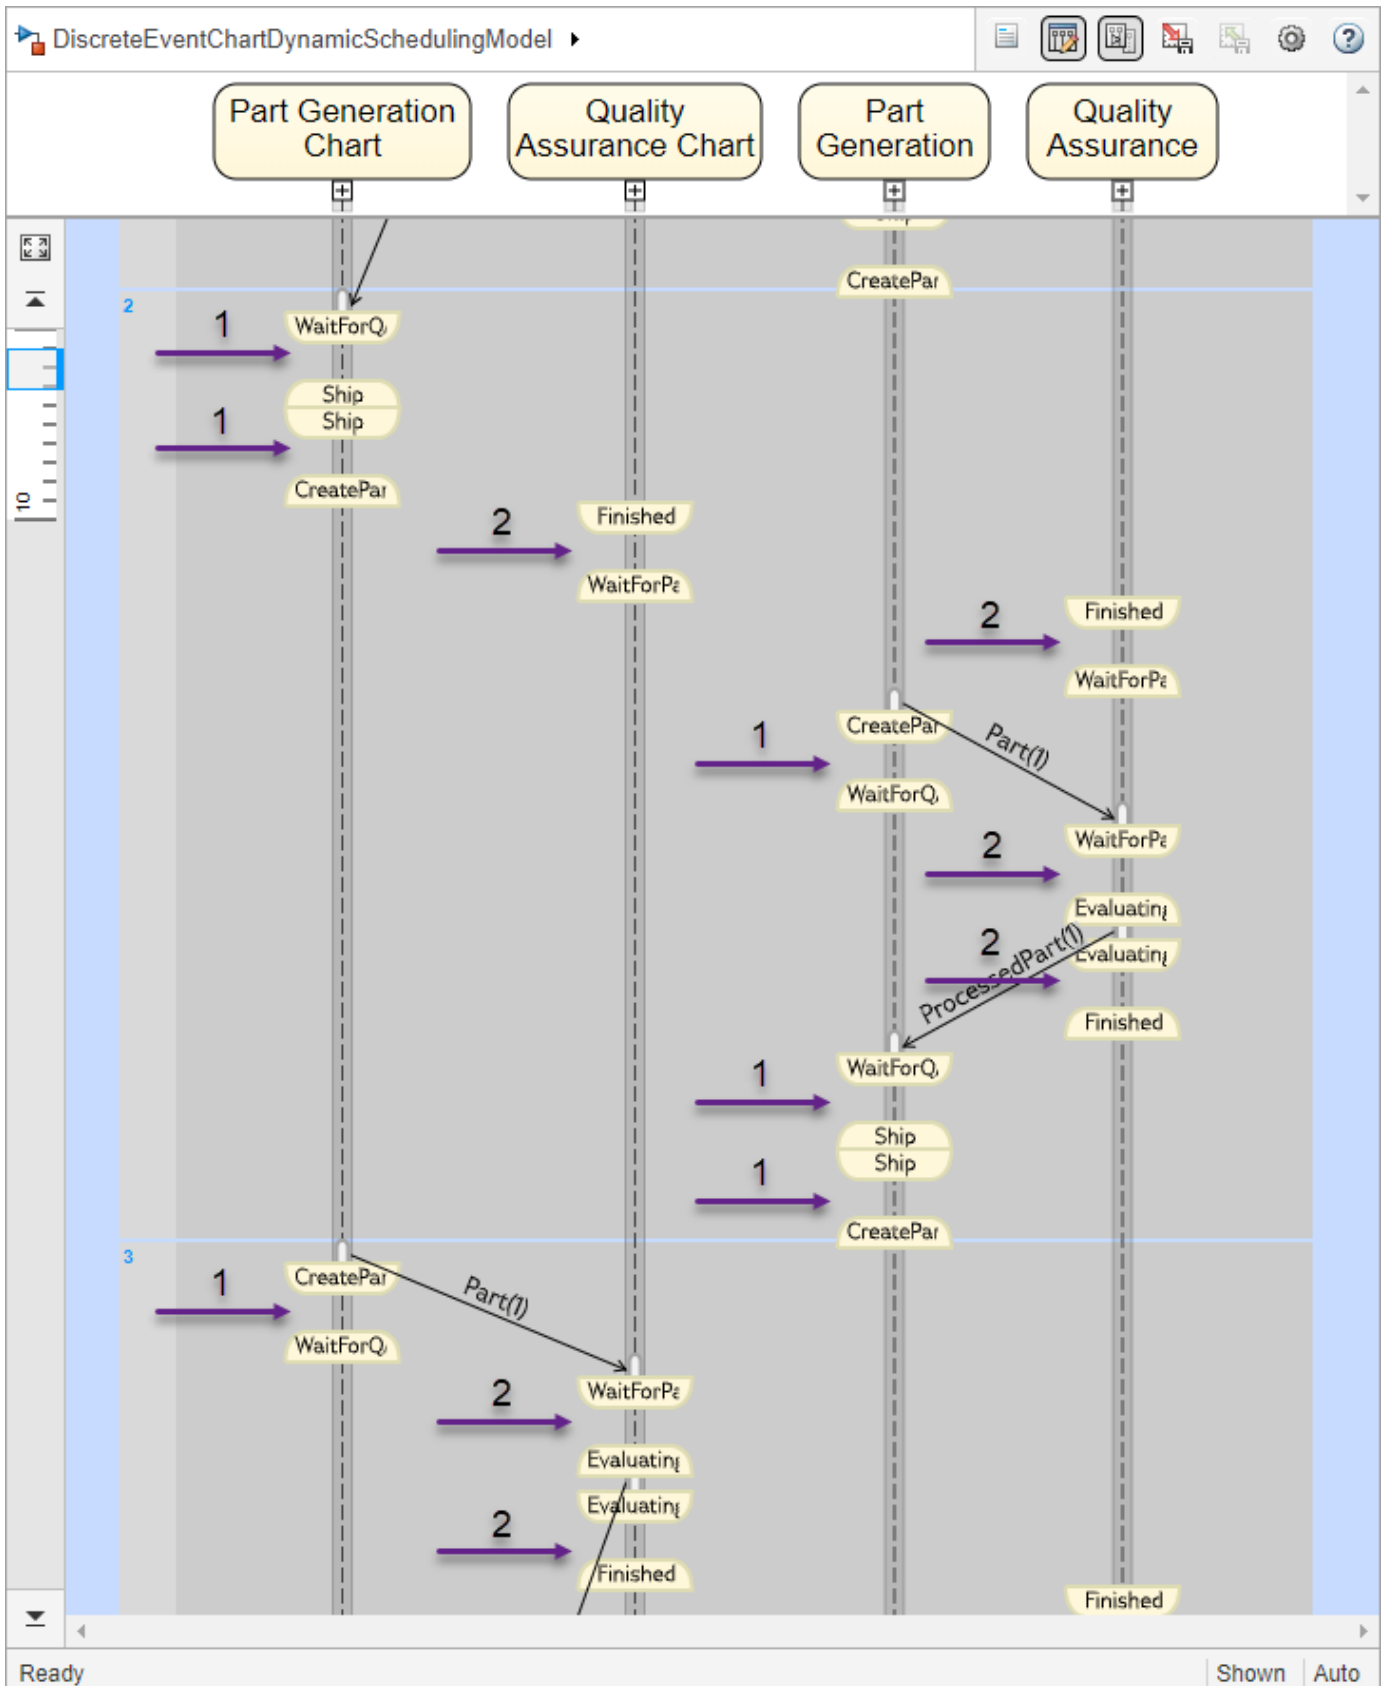 DiscreteEventChartDynamicSchedulingModel
Part Generation
Chart
Quality
Assurance Chart
Part
Generation
Quality
Assurance
CreatePar
2
1
WaitForQ
Ship
Ship
1
CreatePar
10
Finished
2
WaitForPa
Finished
2
WaitForPa
CreatePar
Part(1)
1
WaitForQ
WaitForPa
2
Evaluating
2
ProcessedPart(1)
Evaluating
Finished
WaitForQ
1
Ship
Ship
1
CreatePar
3
CreatePar
Part(1)
1
WaitForQ
WaitForPa
2
Evaluating
Evaluating
2
Finished
Finished
Ready
Shown
Auto